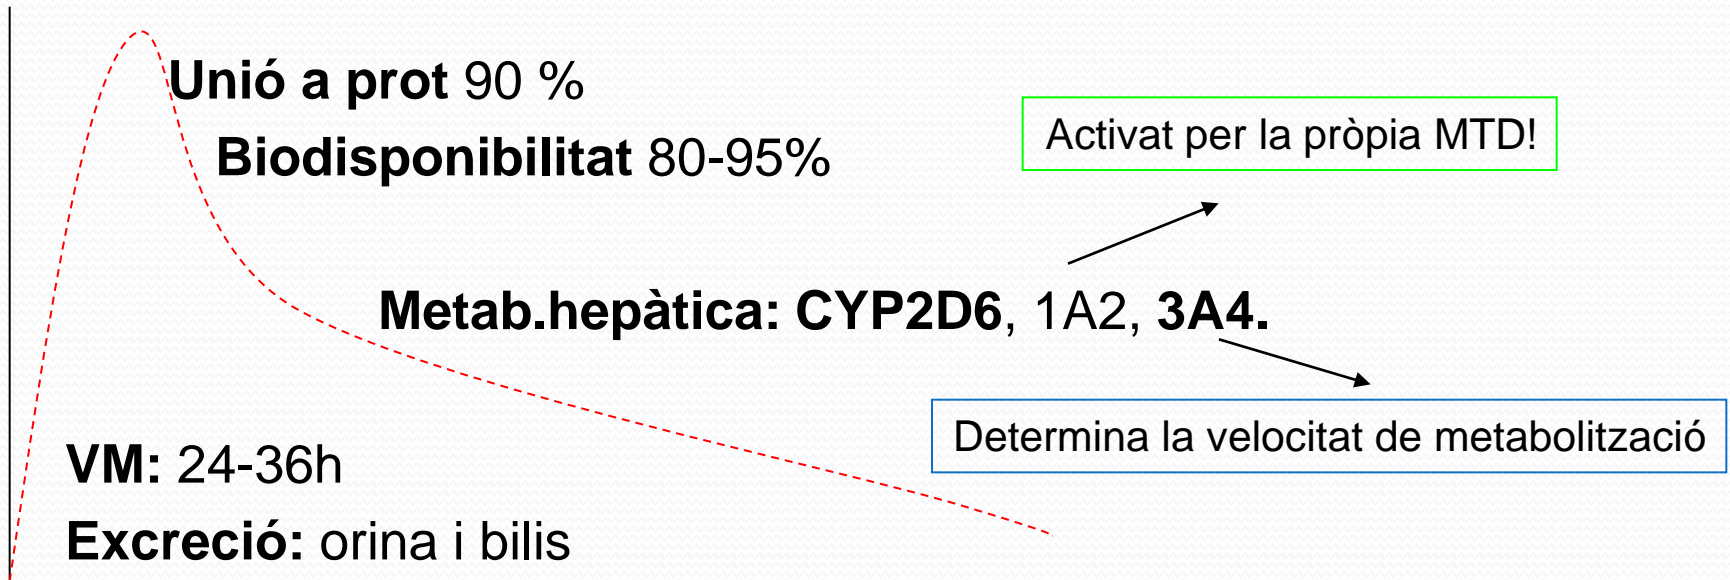 Unió a prot 90 %
Biodisponibilitat 80-95%
Activat per la pròpia MTD!
Metab.hepàtica: CYP2D6, 1A2, 3A4.
Determina la velocitat de metabolització
VM: 24-36h
Excreció: orina i bilis